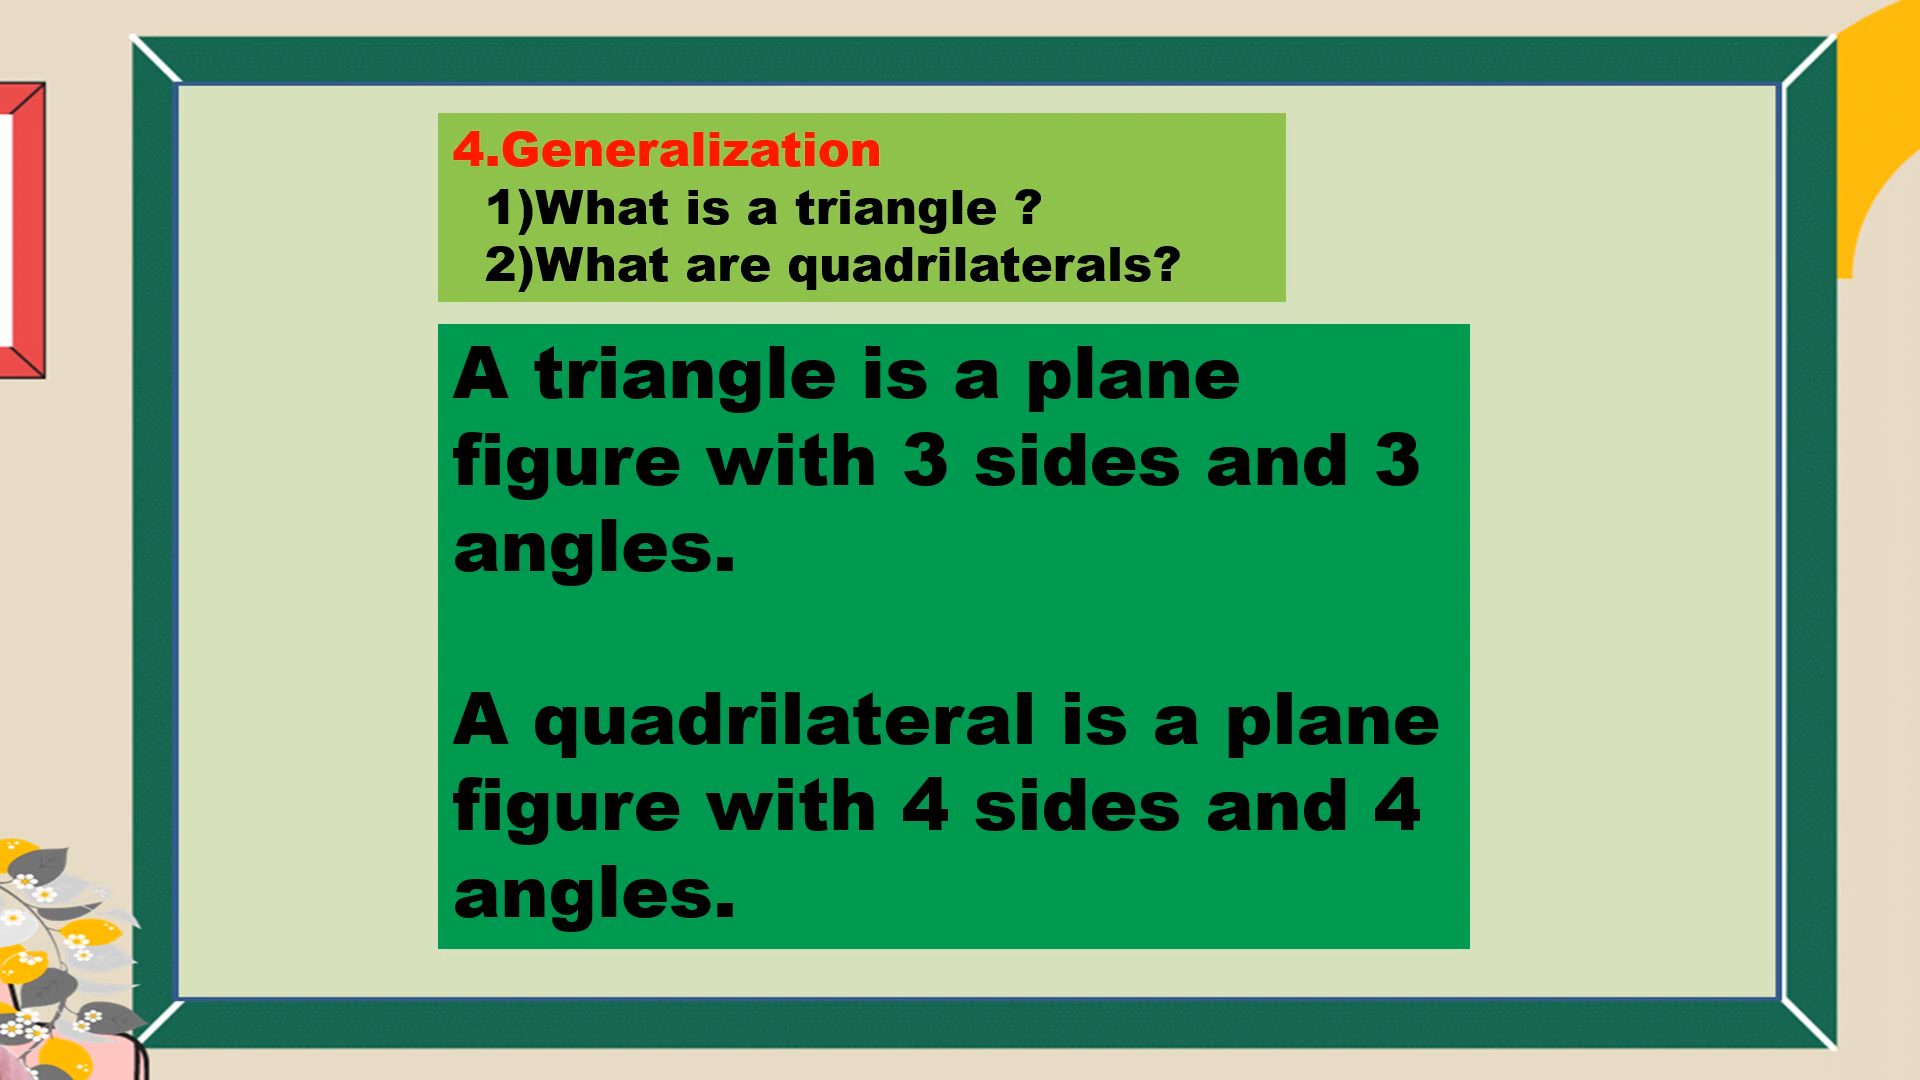 4.Generalization
1)What is a triangle ?
2)What are quadrilaterals?
A triangle is a plane
figure with 3 sides and 3
angles.
A quadrilateral is a plane
figure with 4 sides and 4
angles.